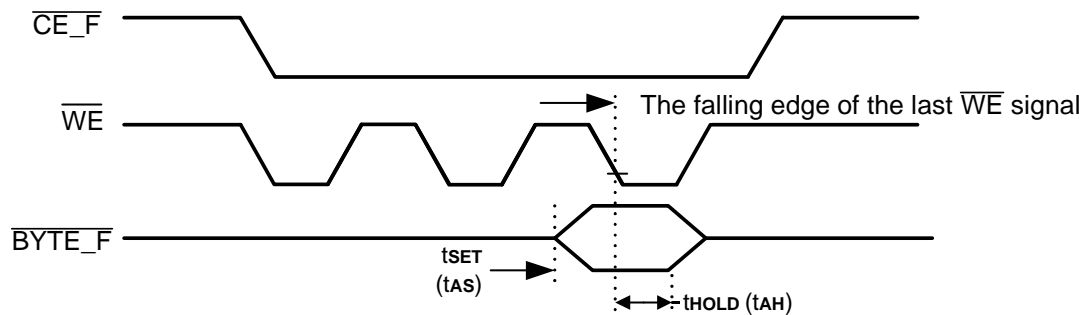 CE_F
The falling edge of the last WE signal
WE
BYTE_F
tSET
(tAS)
tHOLD (tAH)